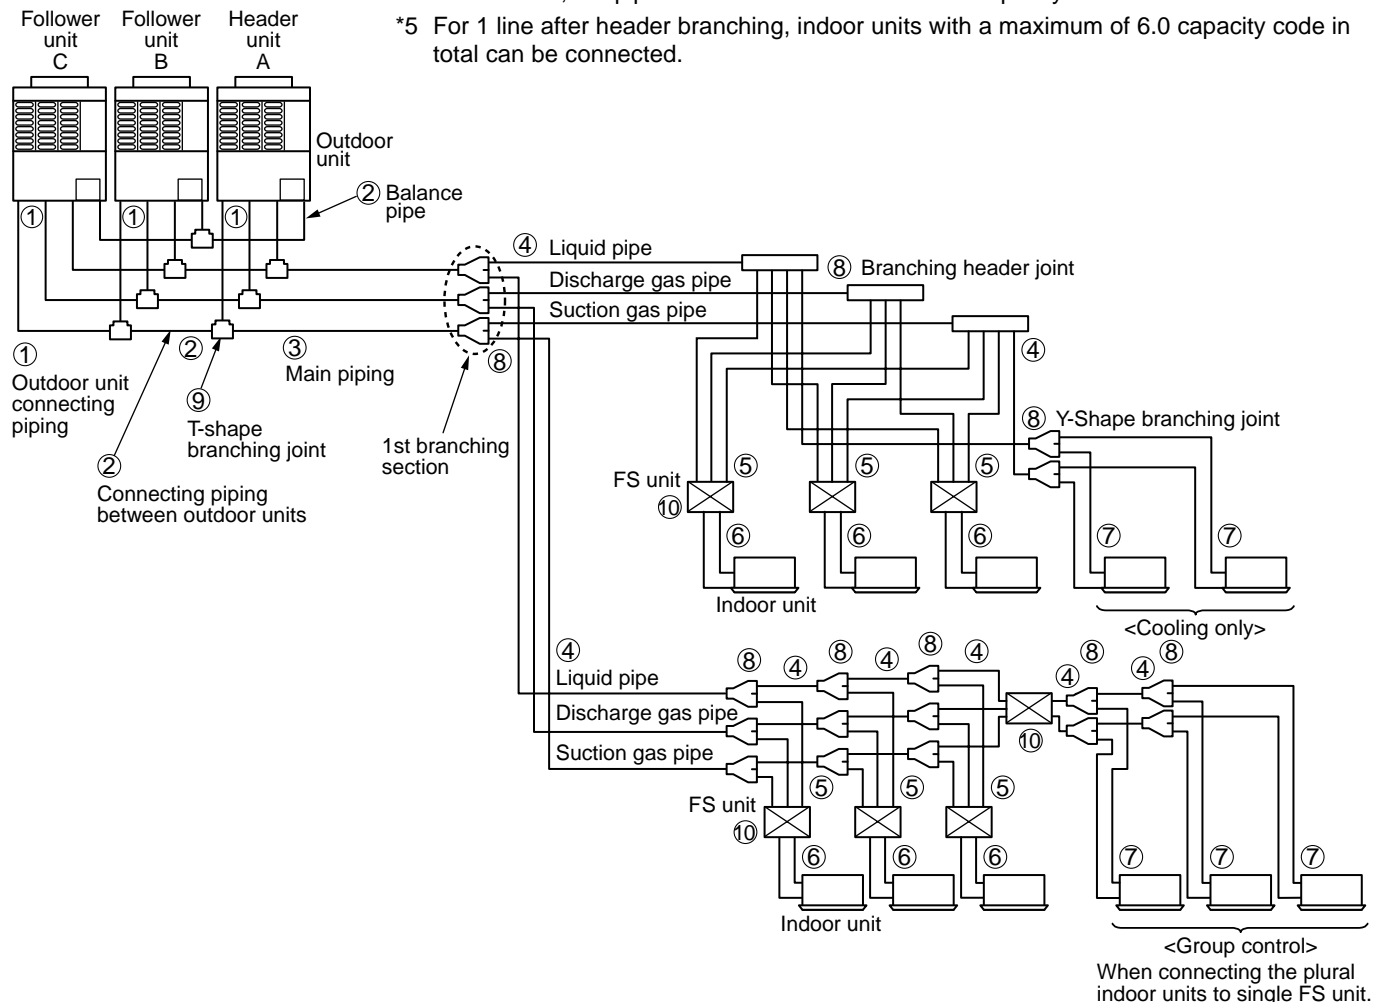 *5 For 1 line after header branching, indoor units with a maximum of 6.0 capacity code in
total can be connected.
Follower
unit
C
Follower
unit
B
Header
unit
A
Outdoor
unit
② Balance
pipe
①
①
①
④ Liquid pipe
Discharge gas pipe
Suction gas pipe
⑧ Branching header joint
④
①
Outdoor unit
connecting
piping
②
③
Main piping
⑧
⑨
T-shape
branching joint
②
Connecting piping
between outdoor units
1st branching
section
⑧ Y-Shape branching joint
FS unit
⑩
⑤
⑤
⑤
⑥
⑥
⑥
⑦
⑦
Indoor unit
<Cooling only>
④
Liquid pipe
Discharge gas pipe
Suction gas pipe
⑧
④
⑧
④
⑧
④
④
⑧
④
⑧
⑩
FS unit
⑩
⑤
⑤
⑤
⑥
⑥
⑥
⑦
⑦
⑦
Indoor unit
<Group control>
When connecting the plural
indoor units to single FS unit.